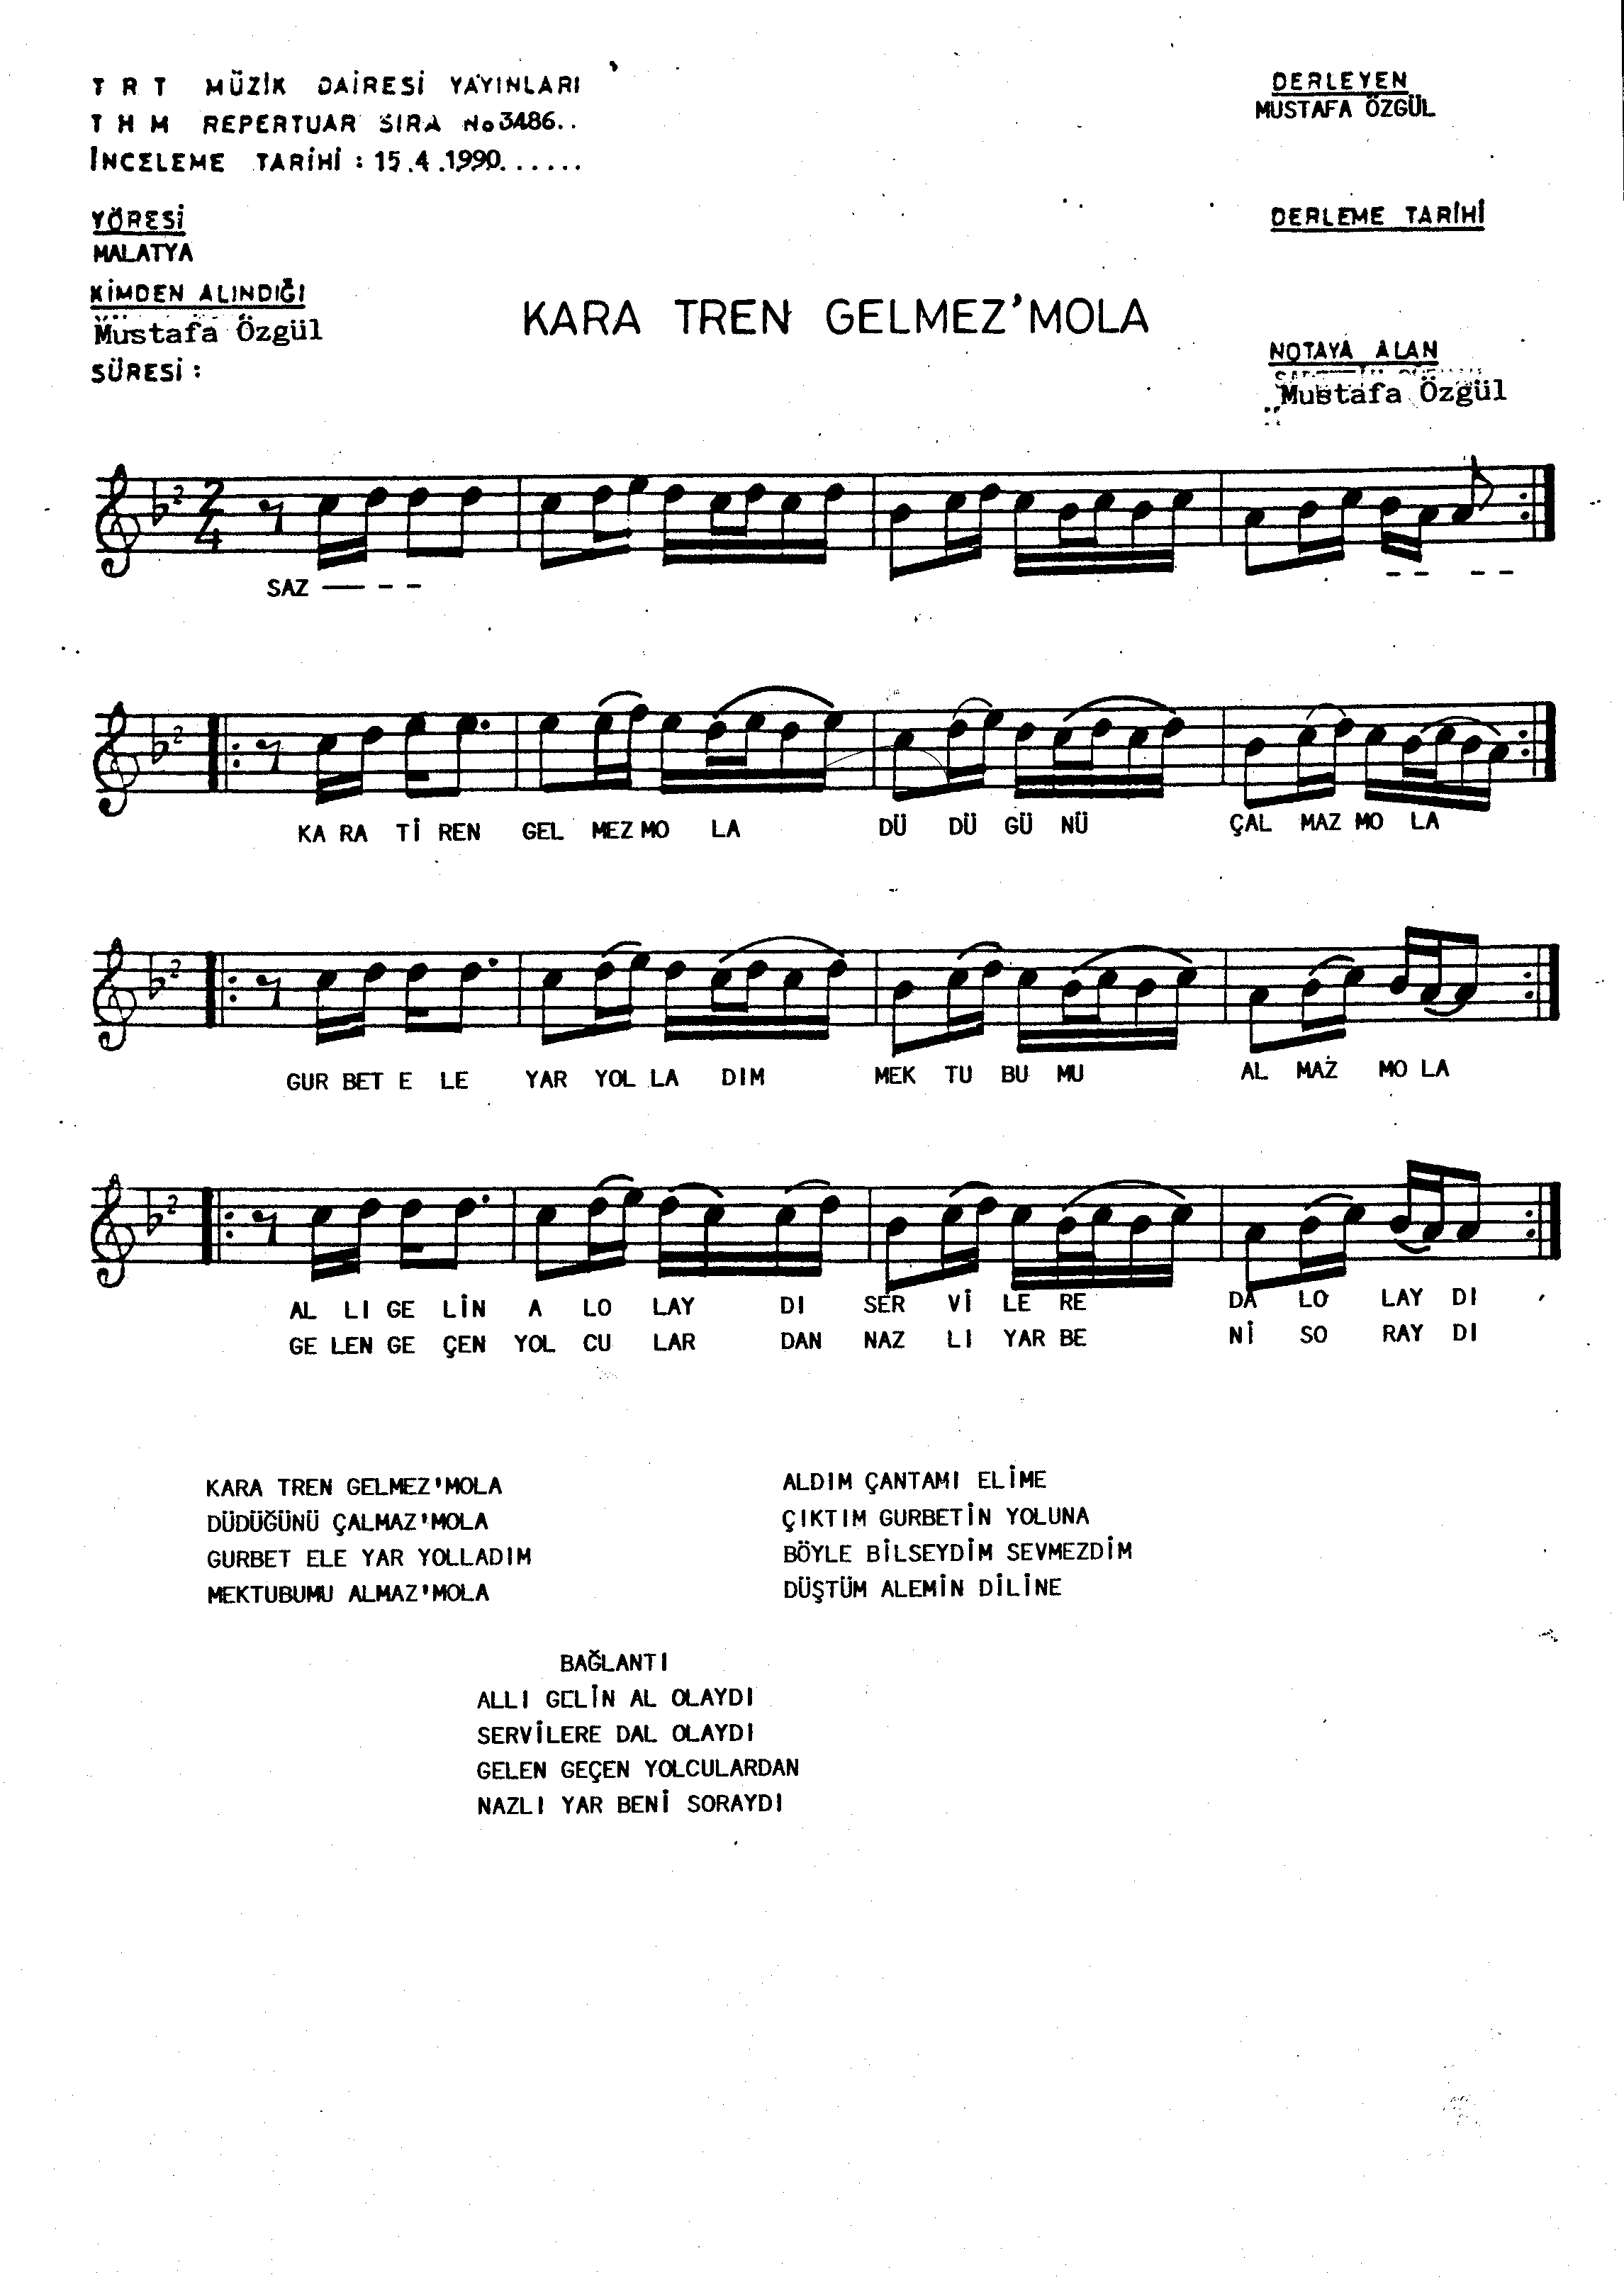 T R T MÜZİK DAİRESİ YAYINLARI
T H M REPERTUAR SIRA No 3486..
İNCELEME TARİHİ : 15.4.1990......
DERLEYEN
MUSTAFA ÖZGÜL
YÖRESİ
MALATYA
DERLEME TARİHİ
KİMDEN ALINDIĞI
Mustafa Özgül
SÜRESİ :
KARA TREN GELMEZ'MOLA
NOTAYA ALAN
Mustafa Özgül
2
2
4
SAZ — - -
2
KA RA Tİ REN GEL MEZ MO LA DÜ DÜ GÜ NÜ ÇAL MAZ MO LA
2
GUR BET E LE YAR YOL LA DIM MEK TU BU MU AL MAZ MO LA
2
AL LI GE LİN A LO LAY DI SER Vİ LE RE DA LO LAY DI
GE LEN GE ÇEN YOL CU LAR DAN NAZ LI YAR BE Nİ SO RAY DI
KARA TREN GELMEZ'MOLA
DÜDÜĞÜNÜ ÇALMAZ'MOLA
GURBET ELE YAR YOLLADIM
MEKTUBUMU ALMAZ'MOLA
ALDIM ÇANTAMI ELİME
ÇIKTIM GURBETİN YOLUNA
BÖYLE BİLSEYDİM SEVMEZDİM
DÜŞTÜM ALEMİN DİLİNE
BAĞLANTI
ALLI GELİN AL OLAYDI
SERVİLERE DAL OLAYDI
GELEN GEÇEN YOLCULARDAN
NAZLI YAR BENİ SORAYDI